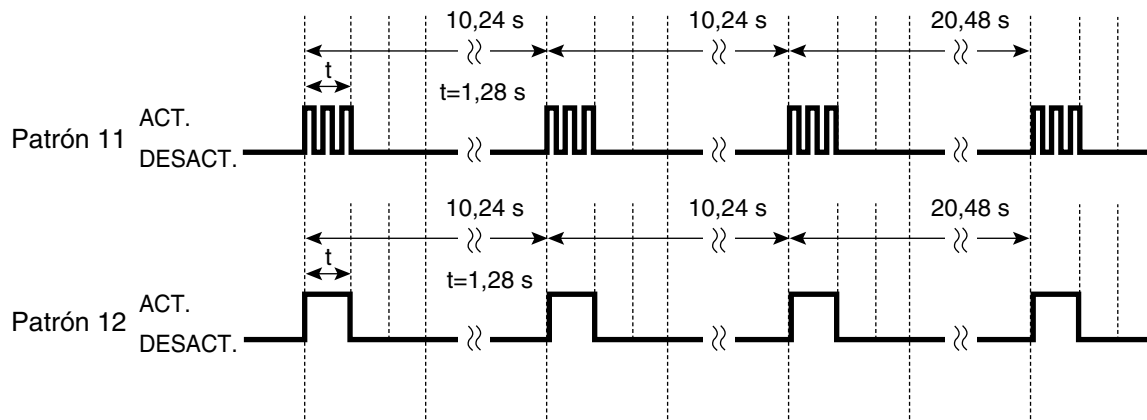 10,24 s 10,24 s 20,48 s
t
t=1,28 s
ACT.
Patrón 11
DESACT.
10,24 s 10,24 s 20,48 s
t
t=1,28 s
ACT.
Patrón 12
DESACT.